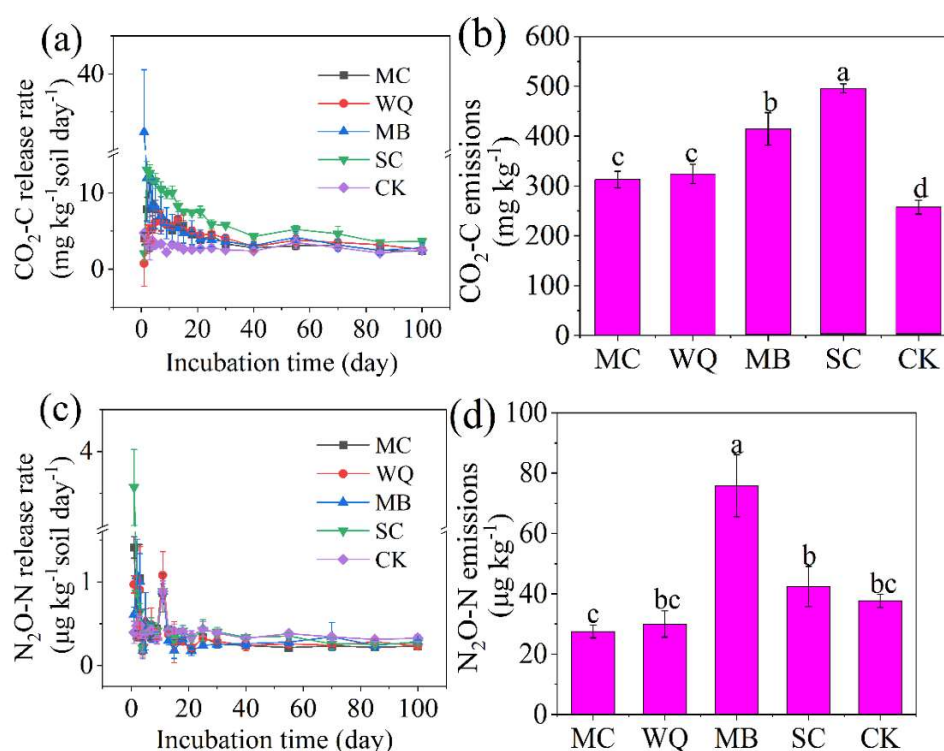 (a)
CO₂-C release rate
(mg kg⁻¹soil day⁻¹)
40
10
0
MC
WQ
MB
SC
CK
0 20 40 60 80 100
Incubation time (day)
(b)
CO₂-C emissions
(mg kg⁻¹)
600
500
400
300
200
100
0
c
c
b
a
d
MC WQ MB SC CK
(c)
N₂O-N release rate
(μg kg⁻¹soil day⁻¹)
4
1
0
MC
WQ
MB
SC
CK
0 20 40 60 80 100
Incubation time (day)
(d)
N₂O-N emissions
(μg kg⁻¹)
100
80
60
40
20
0
c
bc
a
b
bc
MC WQ MB SC CK